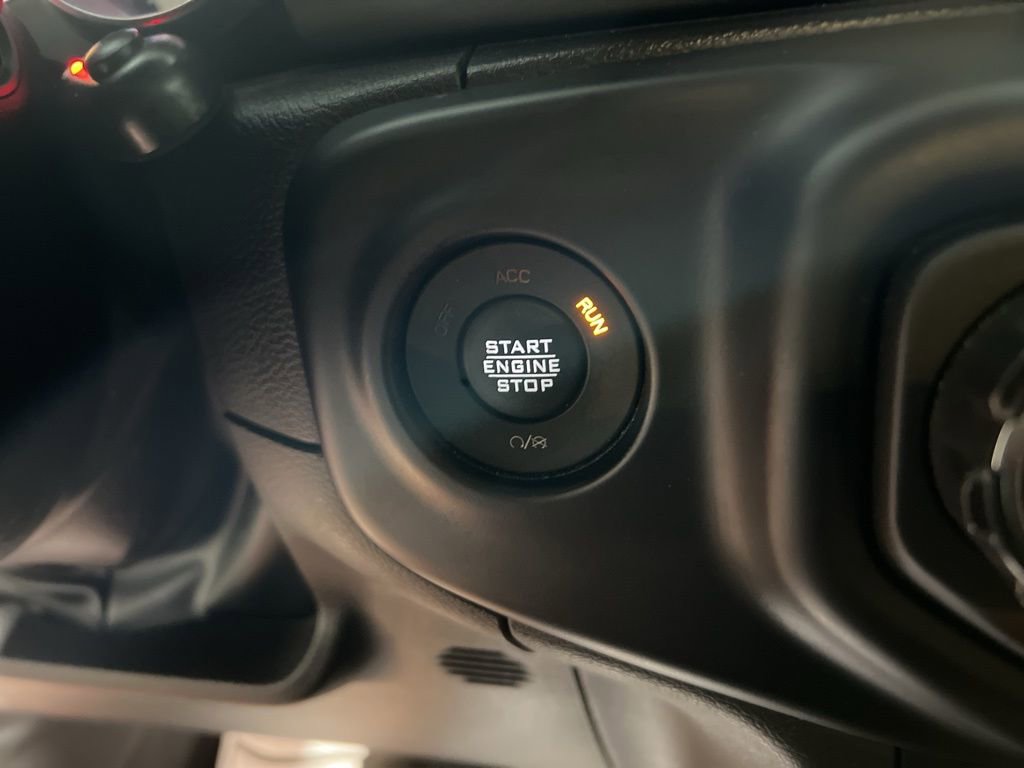 ACC
OFF
RUN
START
ENGINE
STOP